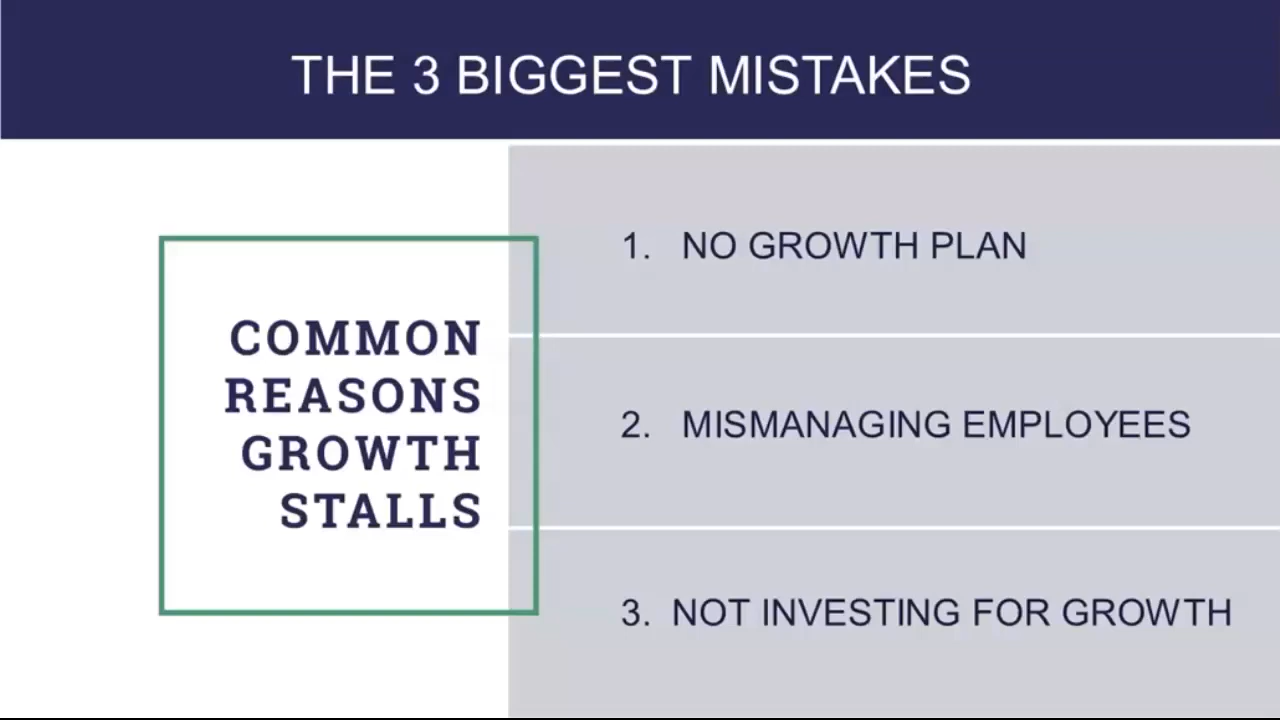 THE 3 BIGGEST MISTAKES
COMMON
REASONS
GROWTH
STALLS
1. NO GROWTH PLAN
2. MISMANAGING EMPLOYEES
3. NOT INVESTING FOR GROWTH